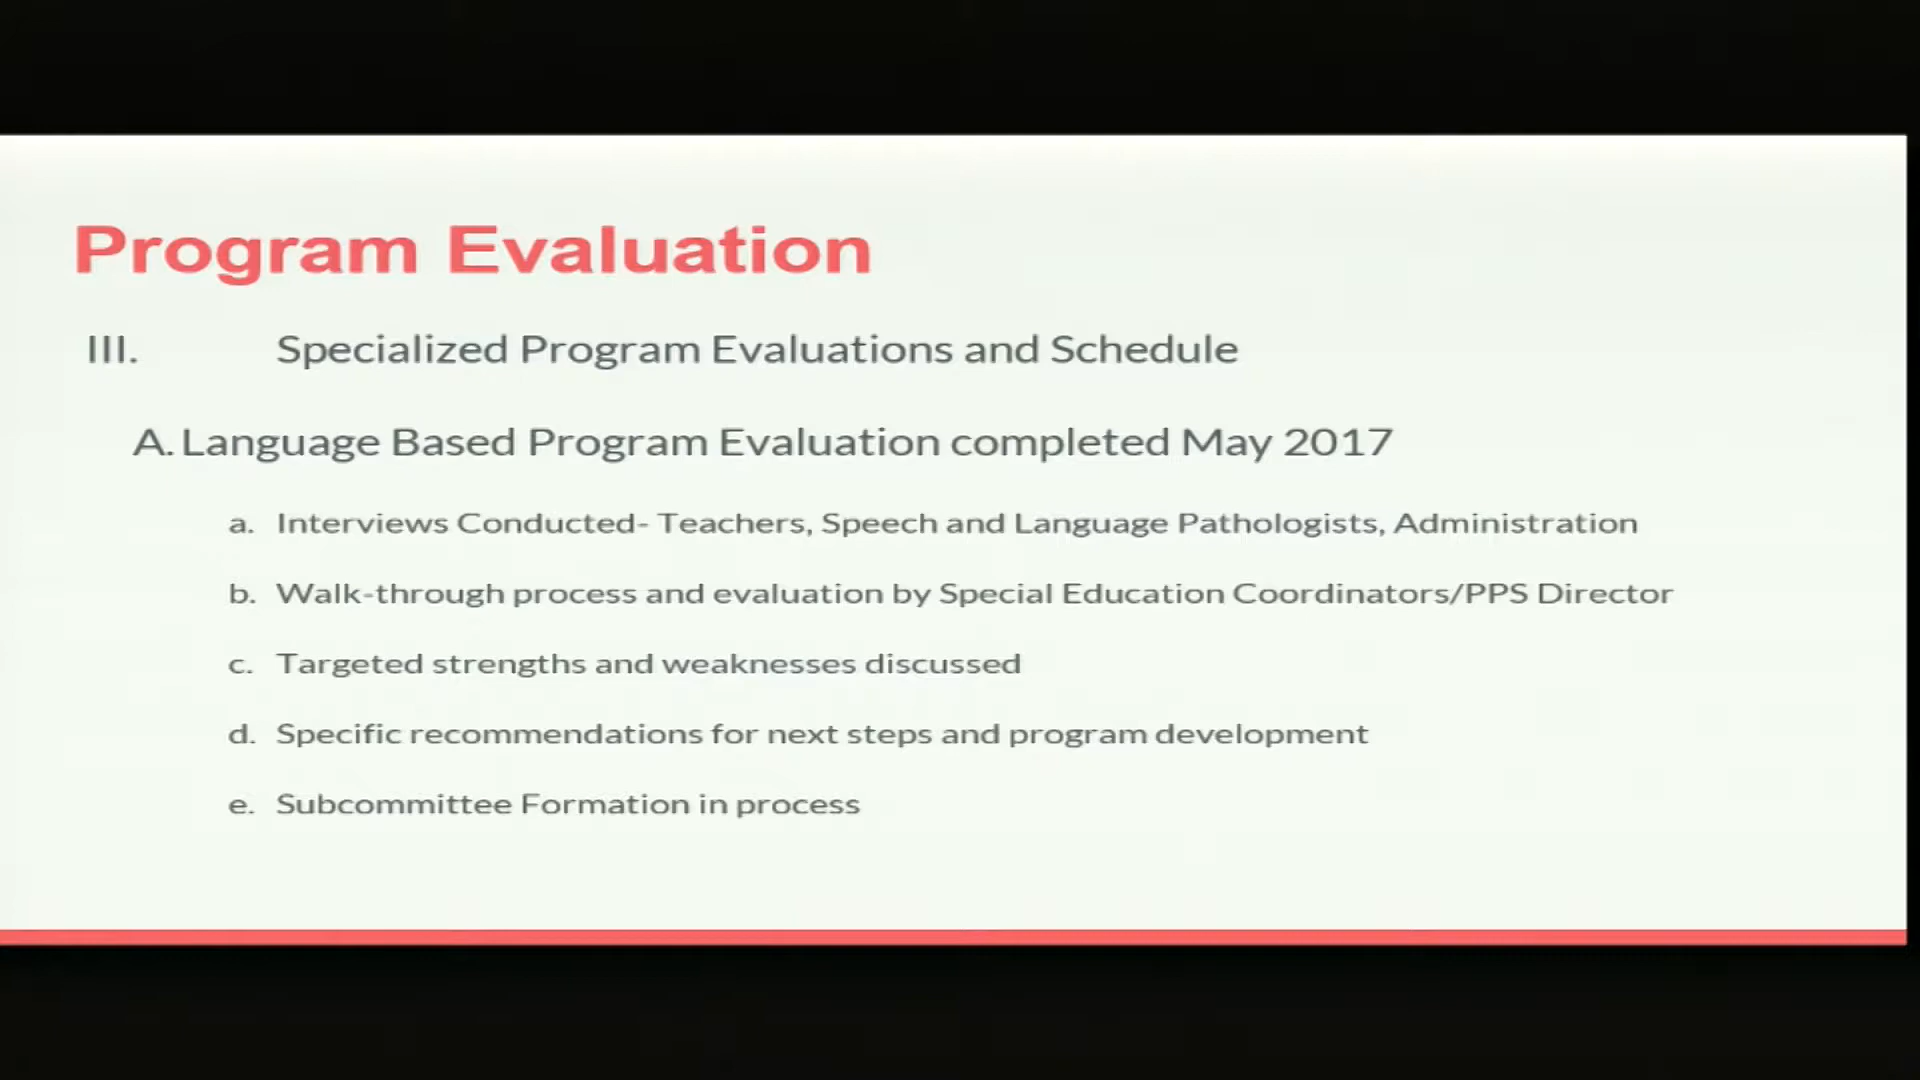 Program Evaluation
III. Specialized Program Evaluations and Schedule
A. Language Based Program Evaluation completed May 2017
a. Interviews Conducted- Teachers, Speech and Language Pathologists, Administration
b. Walk-through process and evaluation by Special Education Coordinators/PPS Director
c. Targeted strengths and weaknesses discussed
d. Specific recommendations for next steps and program development
e. Subcommittee Formation in process